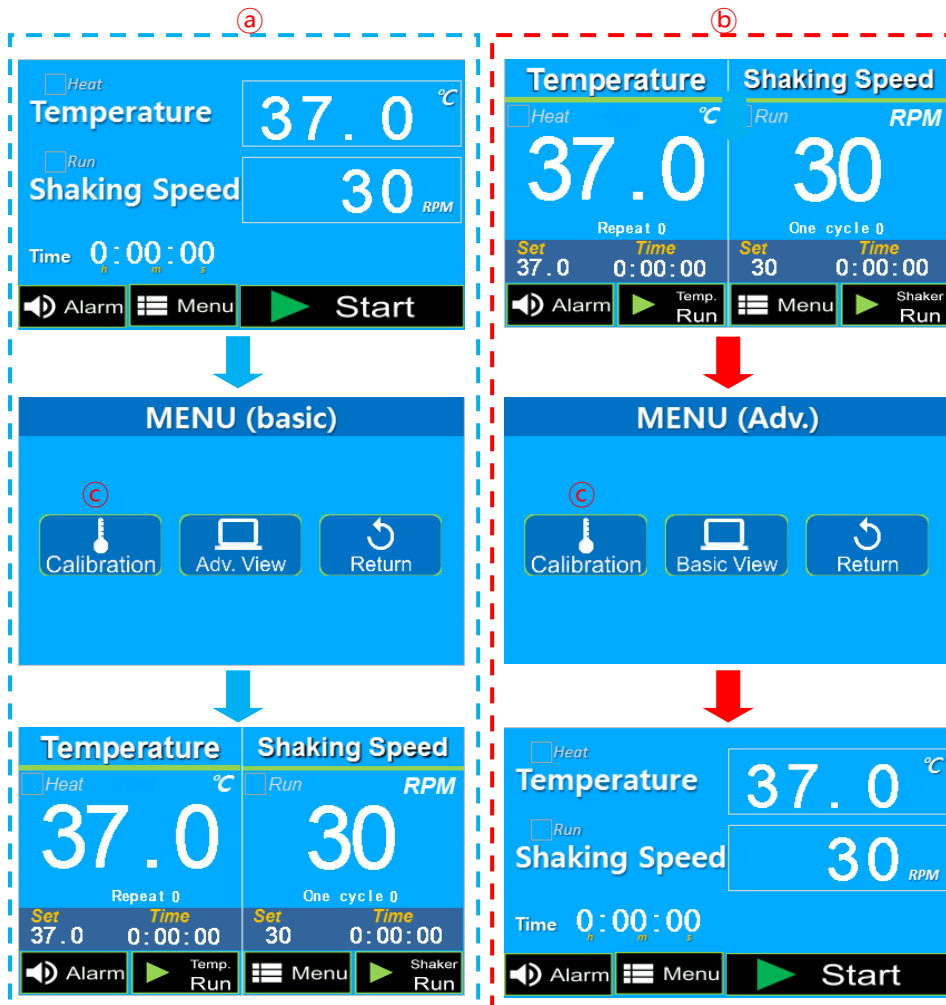 ⓐ
Heat
Temperature
37.0 ℃
Run
Shaking Speed
30 RPM
Time 0:00:00
h m s
Alarm Menu Start
MENU (basic)
ⓒ
Calibration Adv. View Return
Temperature Shaking Speed
Heat ℃ Run RPM
37.0 30
Repeat 0 One cycle 0
Set Time Set Time
37.0 0:00:00 30 0:00:00
Alarm Temp. Run Menu Shaker Run
ⓑ
Temperature Shaking Speed
Heat ℃ Run RPM
37.0 30
Repeat 0 One cycle 0
Set Time Set Time
37.0 0:00:00 30 0:00:00
Alarm Temp. Run Menu Shaker Run
MENU (Adv.)
ⓒ
Calibration Basic View Return
Heat
Temperature
37.0 ℃
Run
Shaking Speed
30 RPM
Time 0:00:00
h m s
Alarm Menu Start